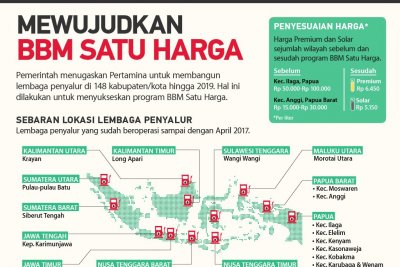 MEWUJUDKAN
BBM SATU HARGA
Pemerintah menugaskan Pertamina untuk membangun
lembaga penyalur di 148 kabupaten/kota hingga 2019. Hal ini
dilakukan untuk menyukseskan program BBM Satu Harga.
PENYESUAIAN HARGA*
Harga Premium dan Solar
sejumlah wilayah sebelum dan
sesudah program BBM Satu Harga.
Sebelum
Kec. Ilaga, Papua
Rp 50.000-Rp 100.000
Kec. Anggi, Papua Barat
Rp 15.000-Rp 30.000
*Per liter
Sesudah
Premium
Rp 6.450
Solar
Rp 5.150
SEBARAN LOKASI LEMBAGA PENYALUR
Lembaga penyalur yang sudah beroperasi sampai dengan April 2017.
KALIMANTAN UTARA
Krayan
KALIMANTAN TIMUR
Long Apari
SULAWESI TENGGARA
Wangi Wangi
MALUKU UTARA
Morotai Utara
SUMATERA UTARA
Pulau-pulau Batu
SUMATERA BARAT
Siberut Tengah
JAWA TENGAH
Kep. Karimunjawa
JAWA TIMUR
NUSA TENGGARA BARAT
NUSA TENGGARA TIMUR
PAPUA BARAT
• Kec. Moswaren
• Kec. Anggi
PAPUA
• Kec. Ilaga
• Kec. Elelim
• Kec. Kenyam
• Kec. Kasonaweja
• Kec. Kobakma
• Kec. Karubaga & Wenam